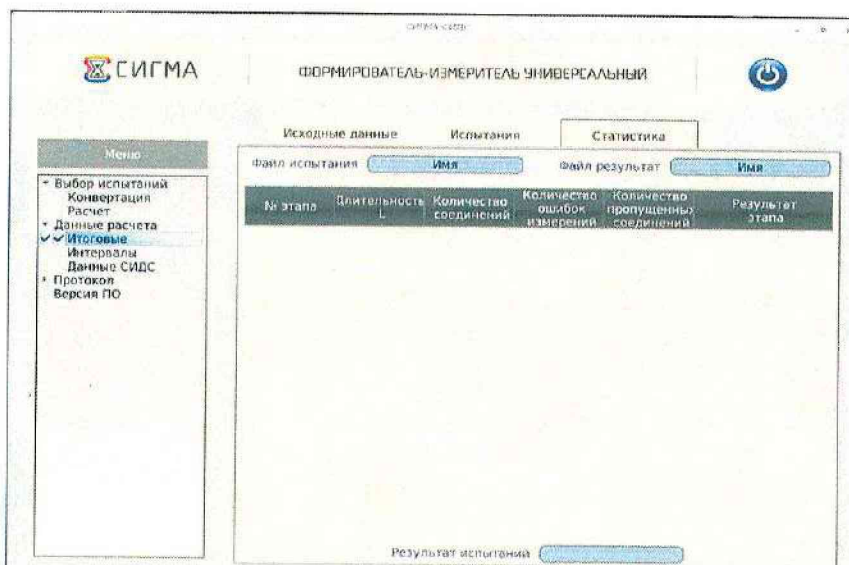 СИГМА-СИДС
СИГМА
ФОРМИРОВАТЕЛЬ-ИЗМЕРИТЕЛЬ УНИВЕРСАЛЬНЫЙ
Исходные данные Испытания Статистика
Меню
Файл испытания Имя Файл результат Имя
Выбор испытаний
Конвертация
Расчет
Данные расчета
Итоговые
Интервалы
Данные СИДС
Протокол
Версия ПО
№ этапа
Длительность
Количество
соединений
Количество
ошибок
измерений
Количество
пропущенных
соединений
Результат
этапа
Результат испытаний